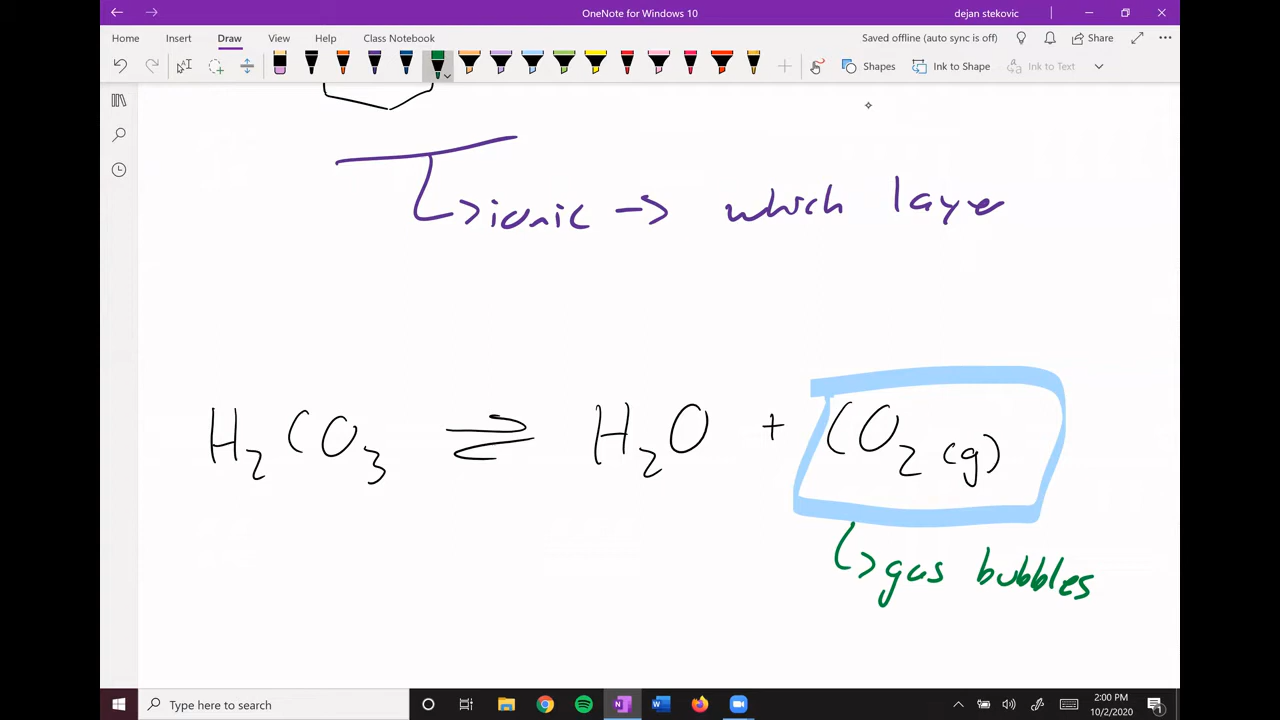 OneNote for Windows 10
dejan stekovic
Home Insert Draw View Help Class Notebook
Saved offline (auto sync is off)
Share
Shapes
Ink to Shape
Ink to Text
↳ ionic → which layer
H₂CO₃ ⇌ H₂O + CO₂ (g)
↳ gas bubbles
Type here to search
2:00 PM
10/2/2020
1